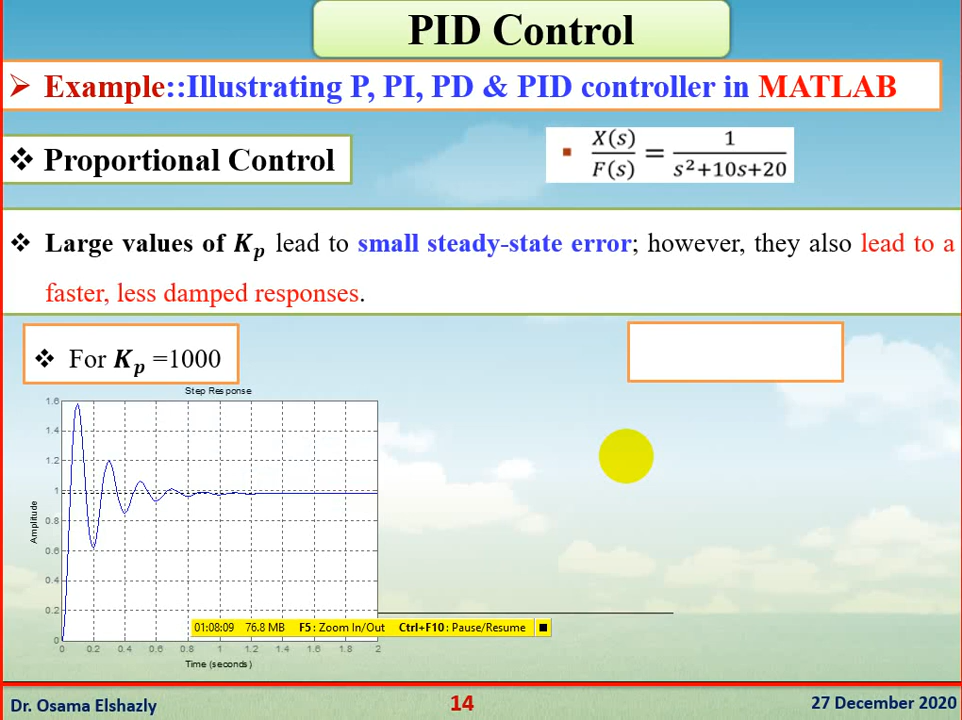 PID Control
➢ Example::Illustrating P, PI, PD & PID controller in MATLAB
❖ Proportional Control
▪ X(s)/F(s) = 1/(s²+10s+20)
❖ Large values of Kₚ lead to small steady-state error; however, they also lead to a
faster, less damped responses.
❖ For Kₚ =1000
Step Response
Amplitude
1.6
1.4
1.2
1
0.8
0.6
0.4
0.2
0
0 0.2 0.4 0.6 0.8 1 1.2 1.4 1.6 1.8 2
Time (seconds)
01:08:09 76.8 MB F5 : Zoom In/Out Ctrl+F10 : Pause/Resume
Dr. Osama Elshazly 14 27 December 2020